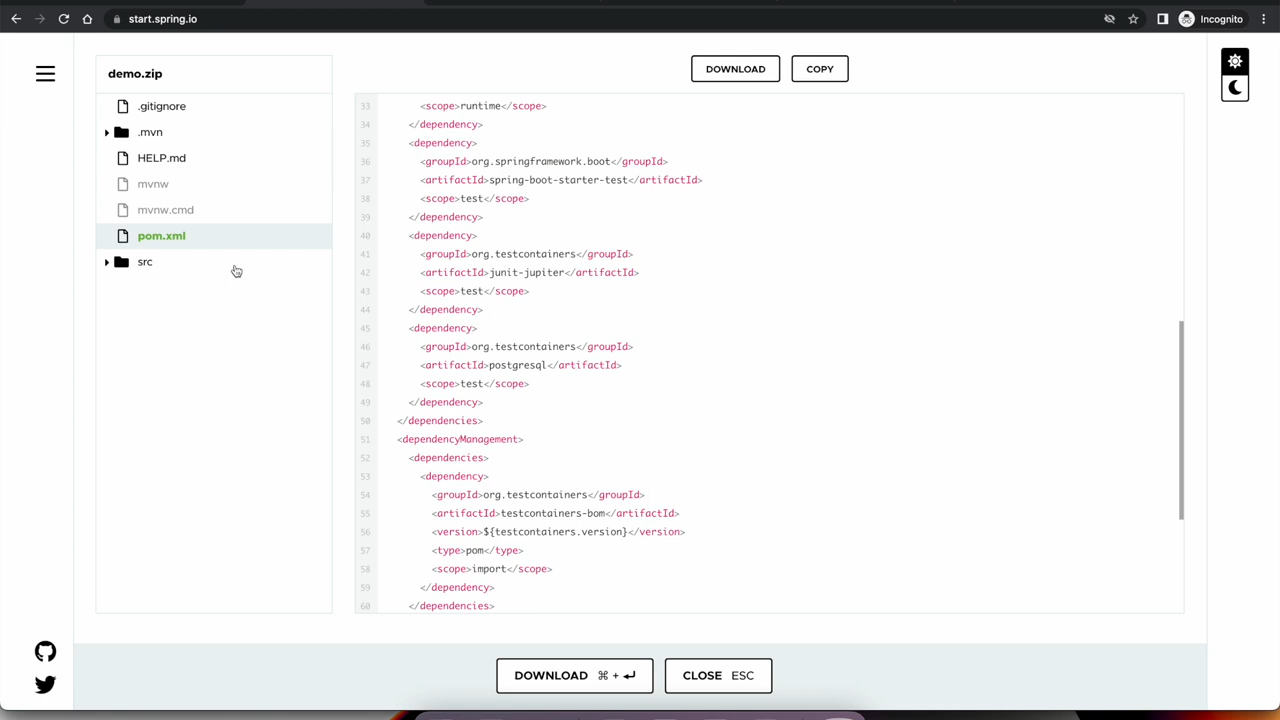 start.spring.io
Incognito
demo.zip
DOWNLOAD
COPY
.gitignore
.mvn
HELP.md
mvnw
mvnw.cmd
pom.xml
src
33 <scope>runtime</scope>
34 </dependency>
35 <dependency>
36 <groupId>org.springframework.boot</groupId>
37 <artifactId>spring-boot-starter-test</artifactId>
38 <scope>test</scope>
39 </dependency>
40 <dependency>
41 <groupId>org.testcontainers</groupId>
42 <artifactId>junit-jupiter</artifactId>
43 <scope>test</scope>
44 </dependency>
45 <dependency>
46 <groupId>org.testcontainers</groupId>
47 <artifactId>postgresql</artifactId>
48 <scope>test</scope>
49 </dependency>
50 </dependencies>
51 <dependencyManagement>
52 <dependencies>
53 <dependency>
54 <groupId>org.testcontainers</groupId>
55 <artifactId>testcontainers-bom</artifactId>
56 <version>${testcontainers.version}</version>
57 <type>pom</type>
58 <scope>import</scope>
59 </dependency>
60 </dependencies>
DOWNLOAD ⌘ + ↵
CLOSE ESC